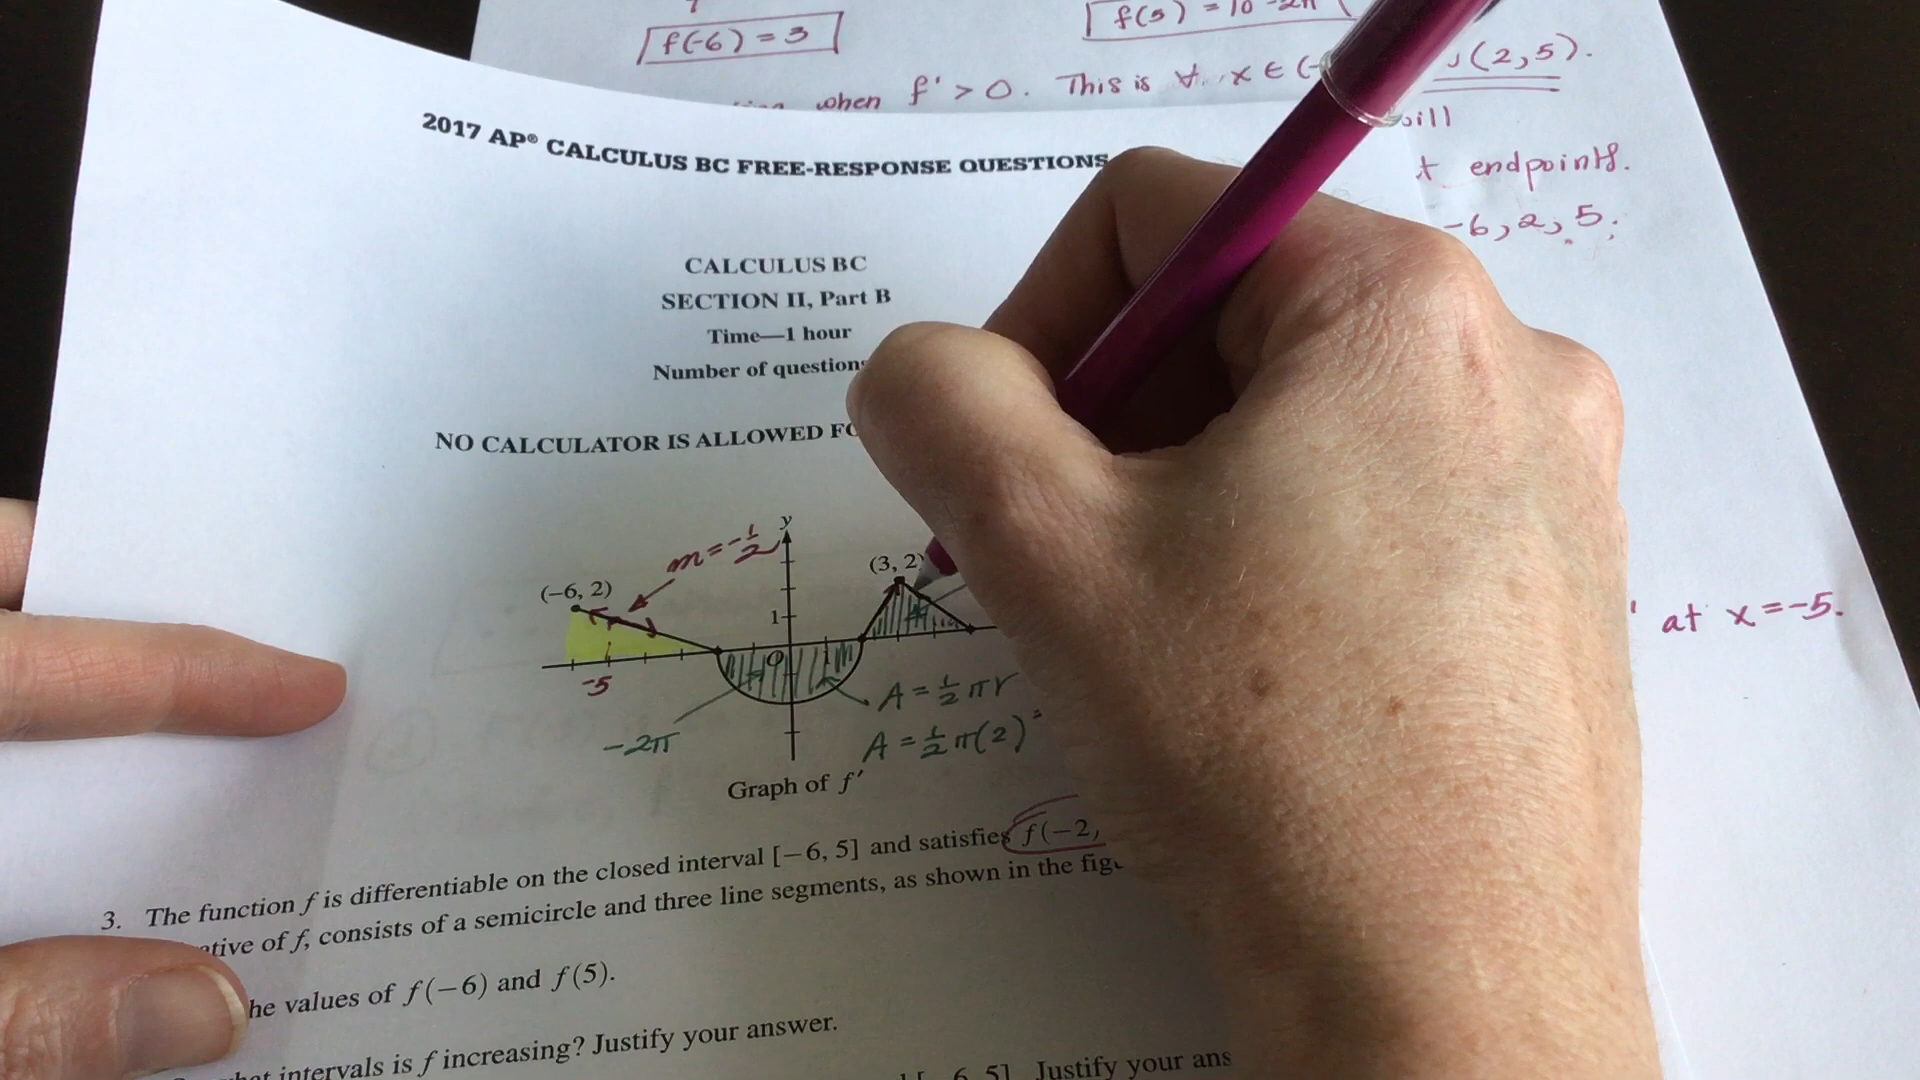 f(-6) = 3
f(5) = 10 - 2π
when f' > 0. This is ∀ x ∈ (- ∪ (2,5).
will
endpoints.
-6, 2, 5.
2017 AP® CALCULUS BC FREE-RESPONSE QUESTIONS
CALCULUS BC
SECTION II, Part B
Time—1 hour
Number of questions
NO CALCULATOR IS ALLOWED FO
y
m = -1/2
(3, 2)
(−6, 2)
1
at x = -5.
O
-5
A = 1/2 πr
-2π
A = 1/2 π(2)²
Graph of f′
3. The function f is differentiable on the closed interval [−6, 5] and satisfies f(−2
ative of f, consists of a semicircle and three line segments, as shown in the fig
he values of f(−6) and f(5).
hat intervals is f increasing? Justify your answer.
6, 5]. Justify your ans